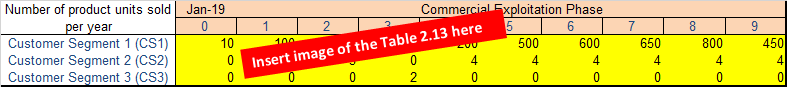 Number of product units sold Jan-19 Commercial Exploitation Phase
per year 0 1 2 3 5 6 7 8 9
Customer Segment 1 (CS1) 10 500 600 650 800 450
Customer Segment 2 (CS2) 0 0 4 4 4 4 4 4
Customer Segment 3 (CS3) 0 0 0 2 0 0 0 0 0 0
Insert image of the Table 2.13 here